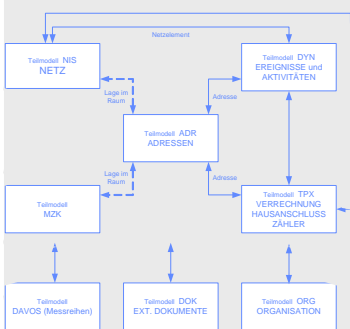 Netzelement
Teilmodell NIS
NETZ
Teilmodell DYN
EREIGNISSE und
AKTIVITÄTEN
Lage im
Raum
Adresse
Teilmodell ADR
ADRESSEN
Lage im
Raum
Adresse
Teilmodell
MZK
Teilmodell TPX
VERRECHNUNG
HAUSANSCHLUSS
ZÄHLER
Teilmodell
DAVOS (Messreihen)
Teilmodell DOK
EXT. DOKUMENTE
Teilmodell ORG
ORGANISATION